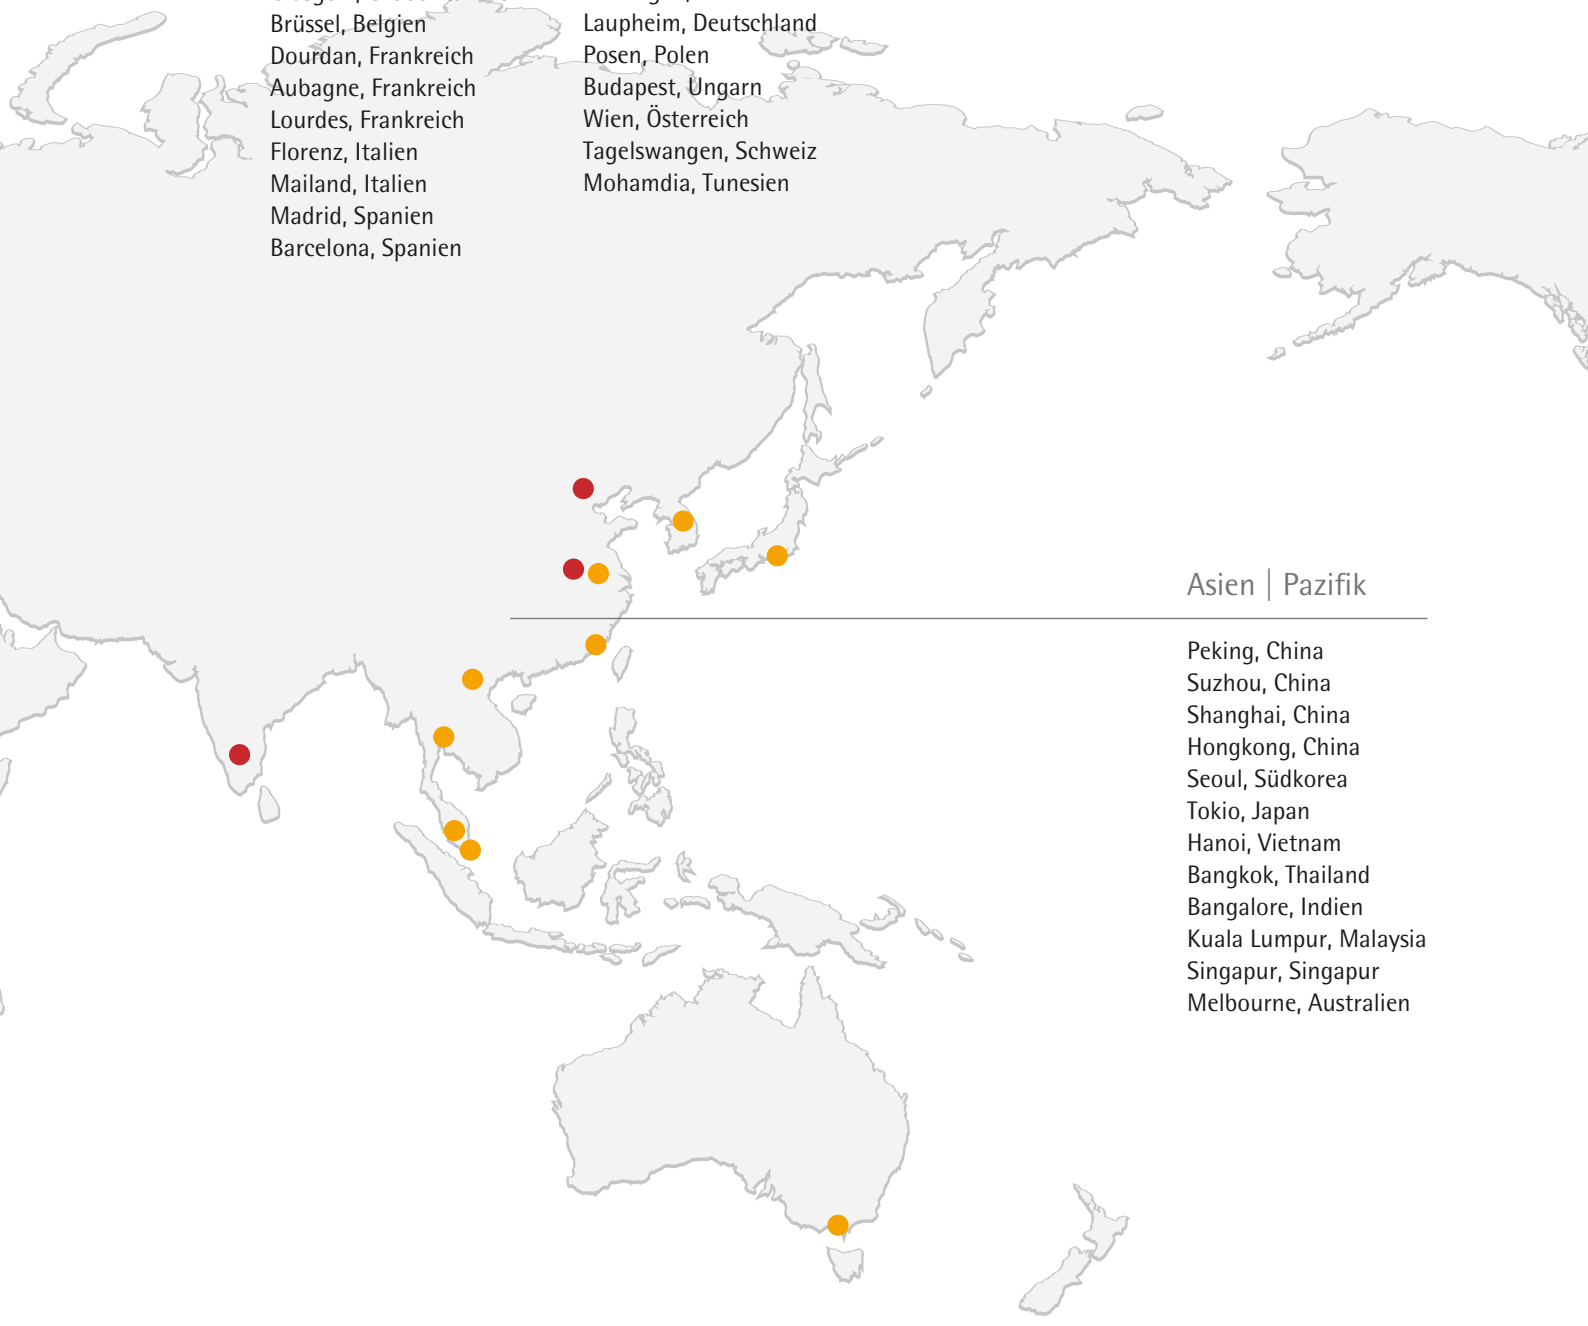 Brüssel, Belgien
Dourdan, Frankreich
Aubagne, Frankreich
Lourdes, Frankreich
Florenz, Italien
Mailand, Italien
Madrid, Spanien
Barcelona, Spanien
Laupheim, Deutschland
Posen, Polen
Budapest, Ungarn
Wien, Österreich
Tagelswangen, Schweiz
Mohamdia, Tunesien
Asien | Pazifik
Peking, China
Suzhou, China
Shanghai, China
Hongkong, China
Seoul, Südkorea
Tokio, Japan
Hanoi, Vietnam
Bangkok, Thailand
Bangalore, Indien
Kuala Lumpur, Malaysia
Singapur, Singapur
Melbourne, Australien